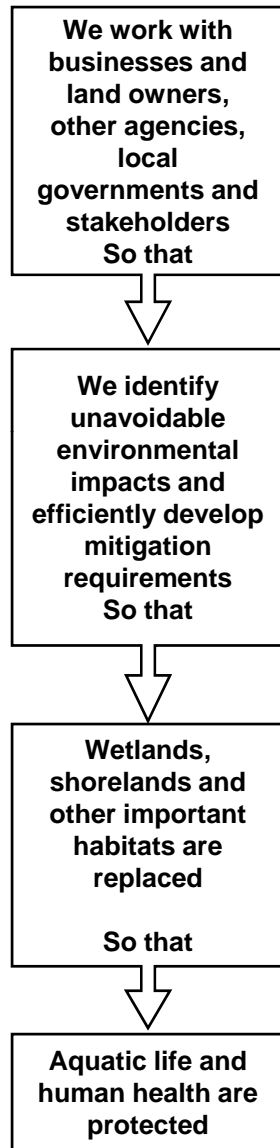 We work with
businesses and
land owners,
other agencies,
local
governments and
stakeholders
So that
We identify
unavoidable
environmental
impacts and
efficiently develop
mitigation
requirements
So that
Wetlands,
shorelands and
other important
habitats are
replaced
So that
Aquatic life and
human health are
protected